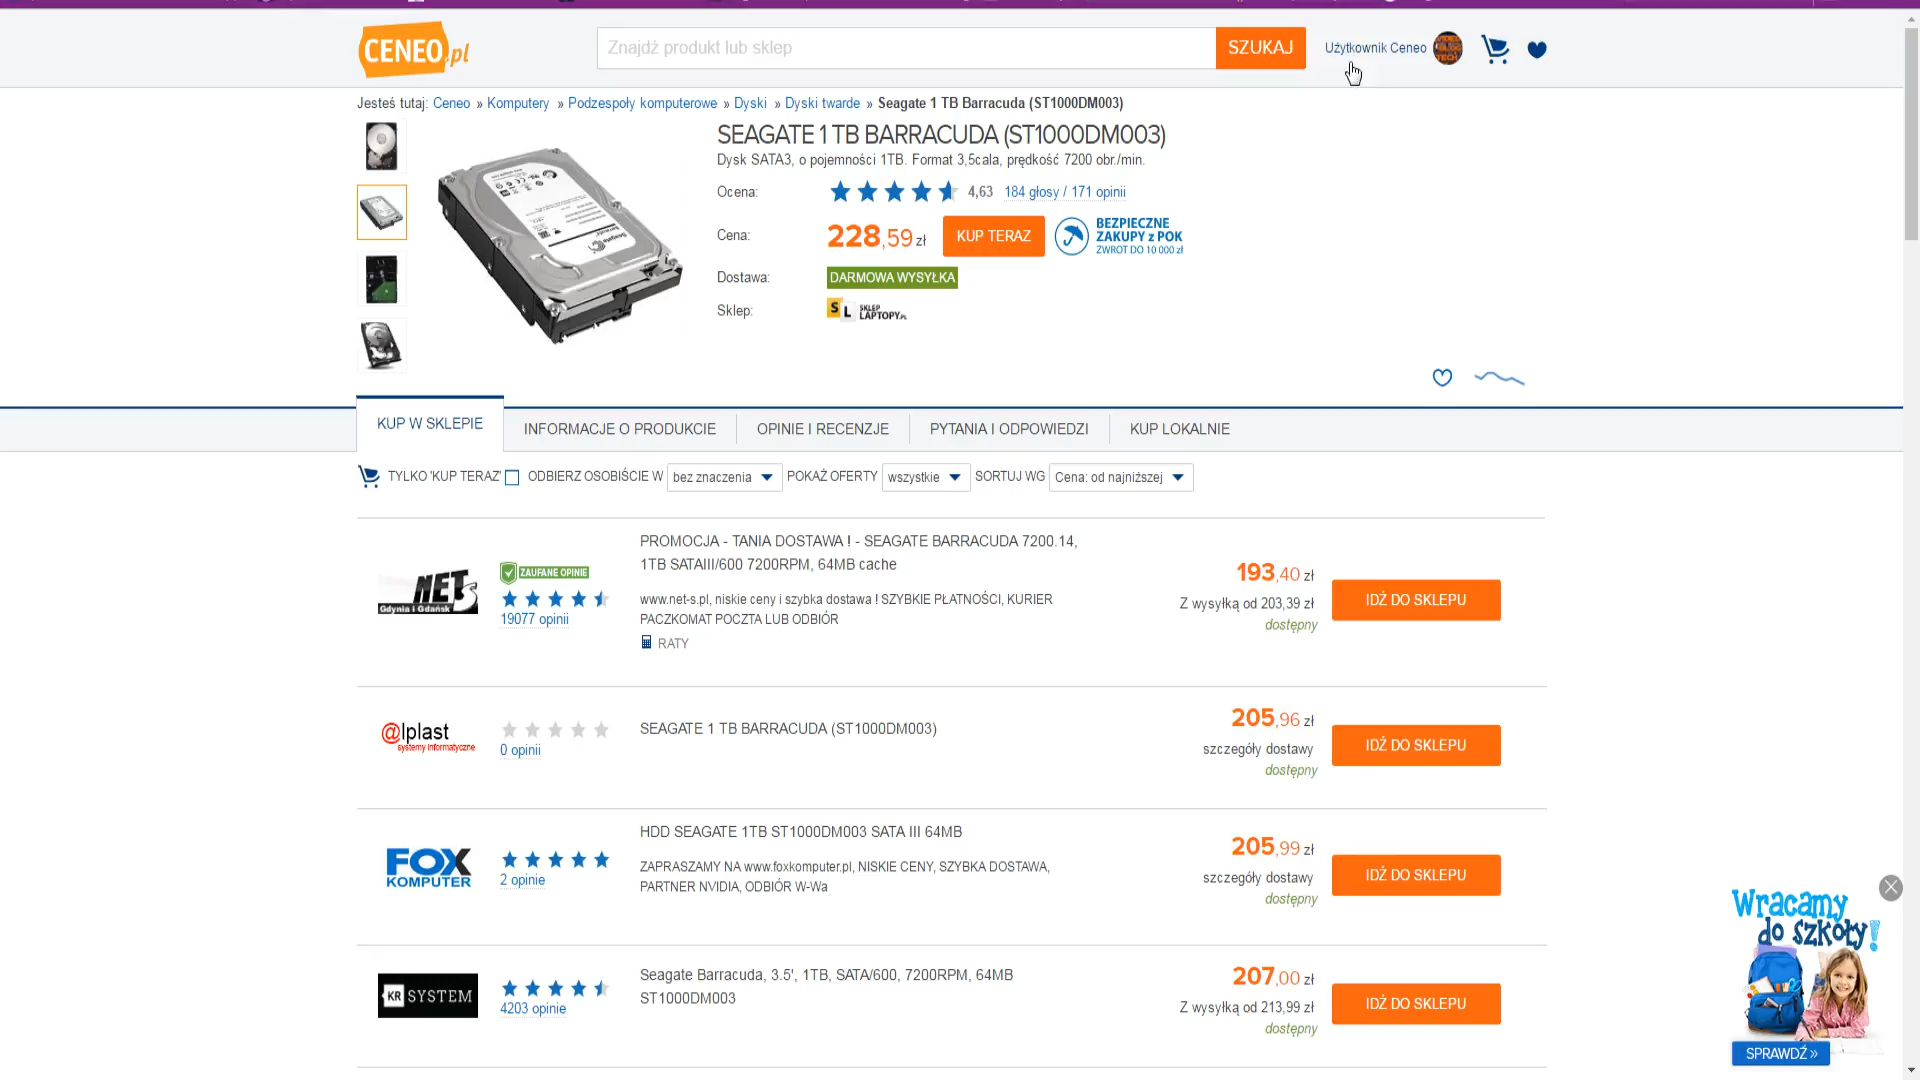 CENEO.pl
Znajdź produkt lub sklep
SZUKAJ
Użytkownik Ceneo
Jesteś tutaj: Ceneo » Komputery » Podzespoły komputerowe » Dyski » Dyski twarde » Seagate 1 TB Barracuda (ST1000DM003)
SEAGATE 1 TB BARRACUDA (ST1000DM003)
Dysk SATA3, o pojemności 1TB. Format 3,5cala, prędkość 7200 obr./min.
Ocena:
4,63
184 głosy / 171 opinii
Cena:
228,59 zł
KUP TERAZ
BEZPIECZNE
ZAKUPY z POK
ZWROT DO 10 000 zł
Dostawa:
DARMOWA WYSYŁKA
Sklep:
SL SKLEP
LAPTOPY.PL
KUP W SKLEPIE
INFORMACJE O PRODUKCIE
OPINIE I RECENZJE
PYTANIA I ODPOWIEDZI
KUP LOKALNIE
TYLKO 'KUP TERAZ'
ODBIERZ OSOBIŚCIE W
bez znaczenia
POKAŻ OFERTY
wszystkie
SORTUJ WG
Cena: od najniższej
NETs
Gdynia i Gdańsk
ZAUFANE OPINIE
19077 opinii
PROMOCJA - TANIA DOSTAWA ! - SEAGATE BARRACUDA 7200.14,
1TB SATAIII/600 7200RPM, 64MB cache
www.net-s.pl, niskie ceny i szybka dostawa ! SZYBKIE PŁATNOŚCI, KURIER
PACZKOMAT POCZTA LUB ODBIÓR
RATY
193,40 zł
Z wysyłką od 203,39 zł
dostępny
IDŹ DO SKLEPU
@lplast
systemy informatyczne
0 opinii
SEAGATE 1 TB BARRACUDA (ST1000DM003)
205,96 zł
szczegóły dostawy
dostępny
IDŹ DO SKLEPU
FOX
KOMPUTER
2 opinie
HDD SEAGATE 1TB ST1000DM003 SATA III 64MB
ZAPRASZAMY NA www.foxkomputer.pl, NISKIE CENY, SZYBKA DOSTAWA,
PARTNER NVIDIA, ODBIÓR W-Wa
205,99 zł
szczegóły dostawy
dostępny
IDŹ DO SKLEPU
KR SYSTEM
4203 opinie
Seagate Barracuda, 3.5', 1TB, SATA/600, 7200RPM, 64MB
ST1000DM003
207,00 zł
Z wysyłką od 213,99 zł
dostępny
IDŹ DO SKLEPU
Wracamy
do szkoły!
SPRAWDŹ »